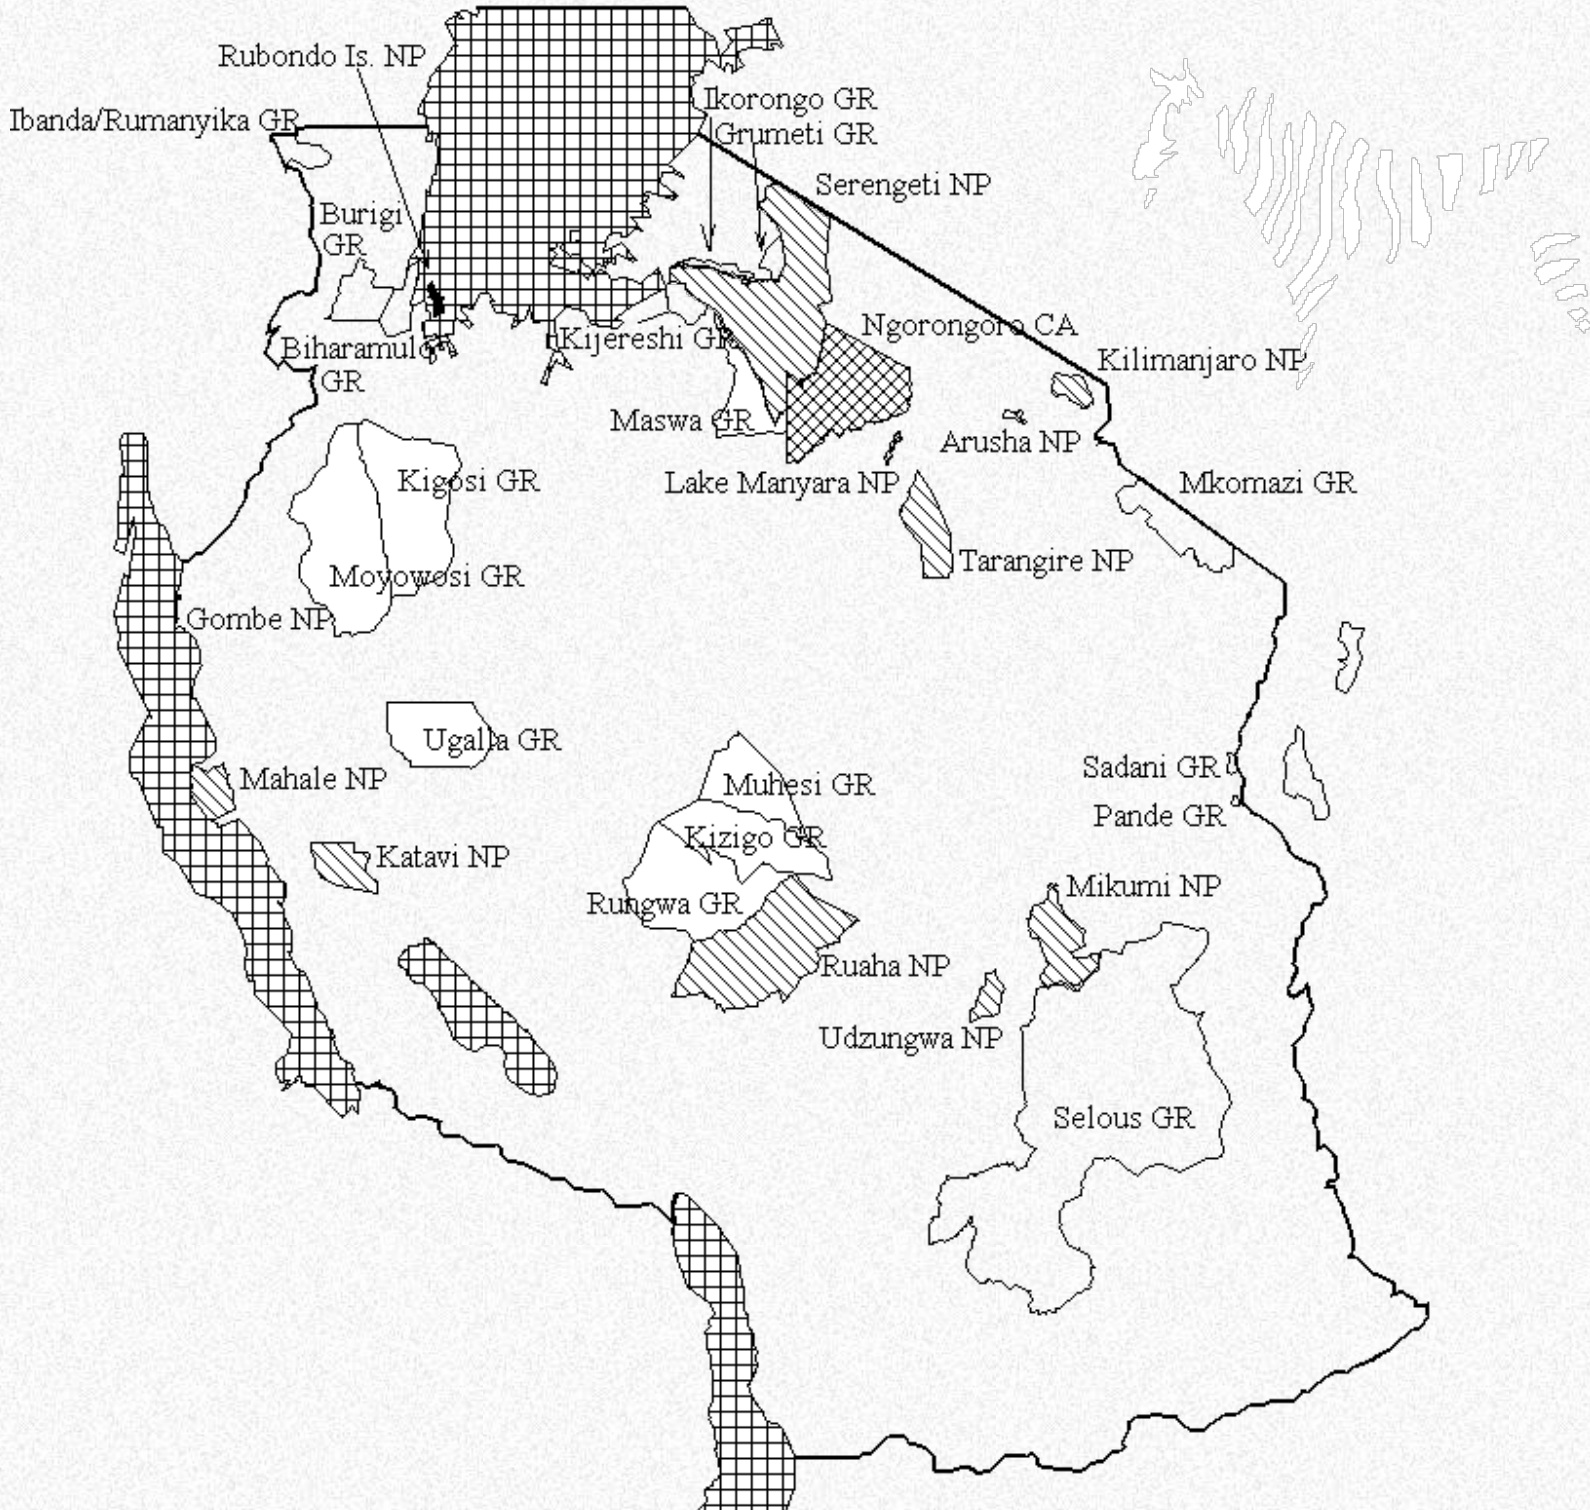 Rubondo Is. NP
Ikorongo GR
Ibanda/Rumanyika GR
Grumeti GR
Serengeti NP
Burigi
GR
Ngorongoro CA
Kijereshi GR
Biharamulo
GR
Kilimanjaro NP
Maswa GR
Arusha NP
Kigosi GR
Lake Manyara NP
Mkomazi GR
Tarangire NP
Moyowosi GR
Gombe NP
Ugalla GR
Mahale NP
Muhesi GR
Sadani GR
Pande GR
Kizigo GR
Katavi NP
Mikumi NP
Rungwa GR
Ruaha NP
Udzungwa NP
Selous GR